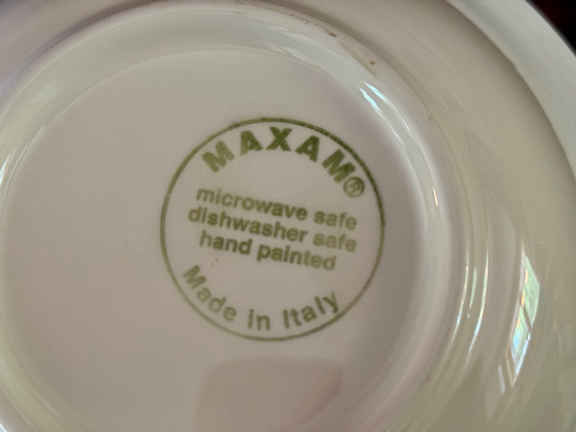 MAXAM®
microwave safe
dishwasher safe
hand painted
Made in Italy